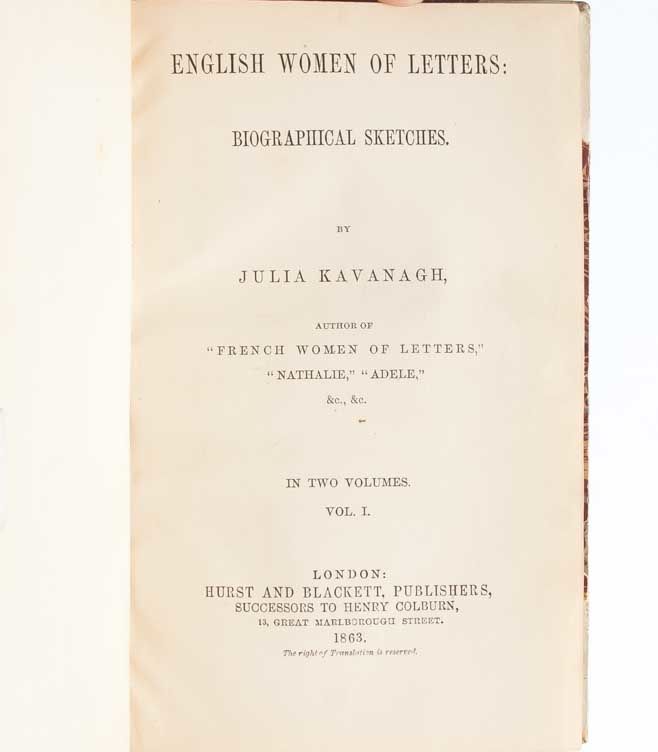 ENGLISH WOMEN OF LETTERS:
BIOGRAPHICAL SKETCHES.
BY
JULIA KAVANAGH,
AUTHOR OF
"FRENCH WOMEN OF LETTERS,"
"NATHALIE," "ADELE,"
&c., &c.
IN TWO VOLUMES.
VOL. I.
LONDON:
HURST AND BLACKETT, PUBLISHERS,
SUCCESSORS TO HENRY COLBURN,
13, GREAT MARLBOROUGH STREET.
1863.
The right of Translation is reserved.